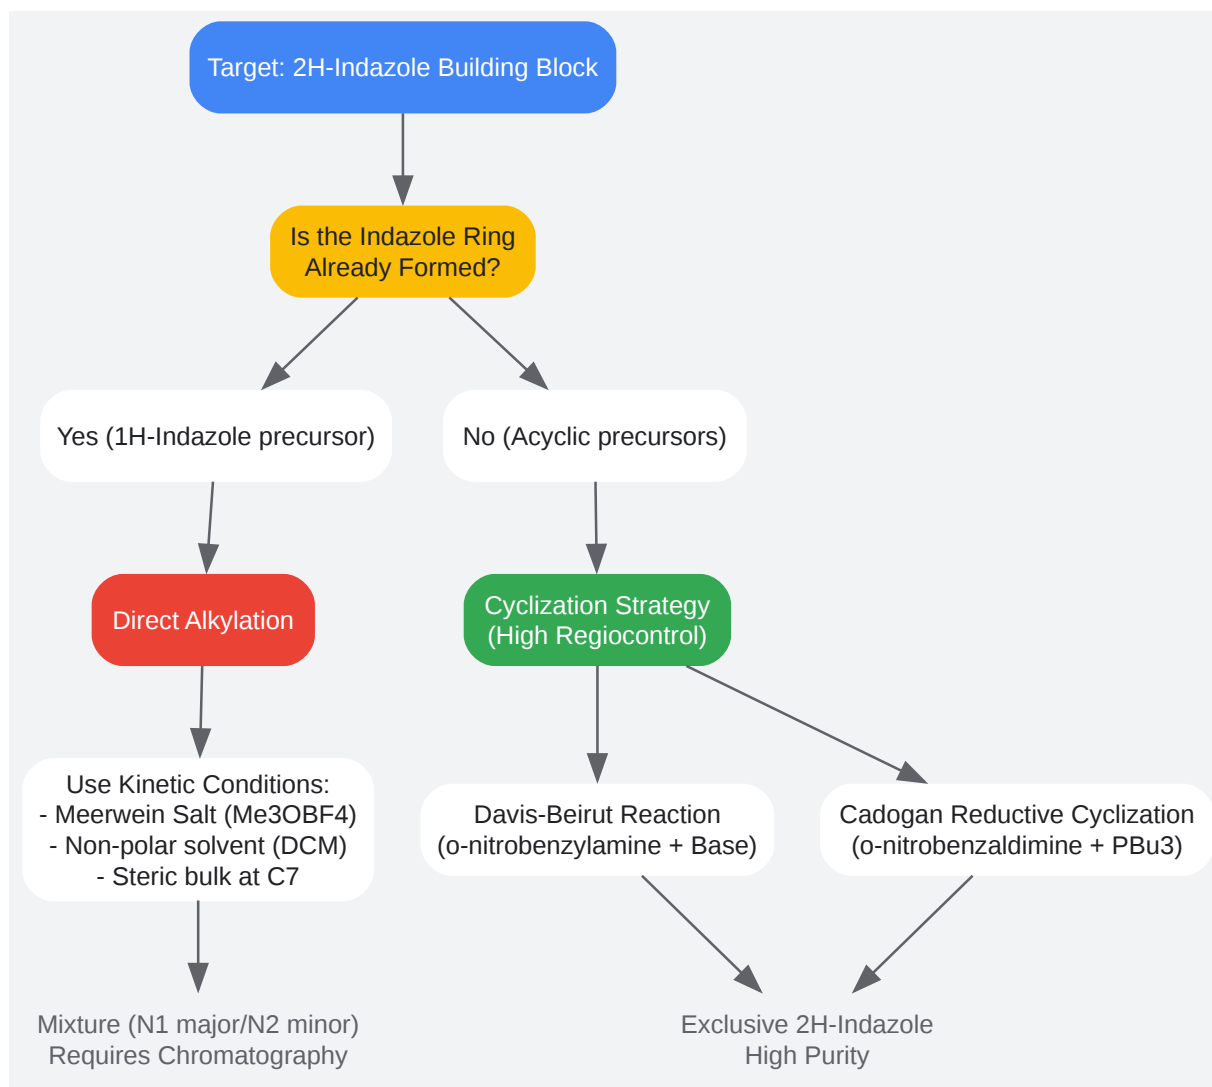 Target: 2H-Indazole Building Block
Is the Indazole Ring
Already Formed?
Yes (1H-Indazole precursor)
No (Acyclic precursors)
Direct Alkylation
Cyclization Strategy
(High Regiocontrol)
Use Kinetic Conditions:
- Meerwein Salt (Me3OBF4)
- Non-polar solvent (DCM)
- Steric bulk at C7
Davis-Beirut Reaction
(o-nitrobenzylamine + Base)
Cadogan Reductive Cyclization
(o-nitrobenzaldimine + PBu3)
Mixture (N1 major/N2 minor)
Requires Chromatography
Exclusive 2H-Indazole
High Purity